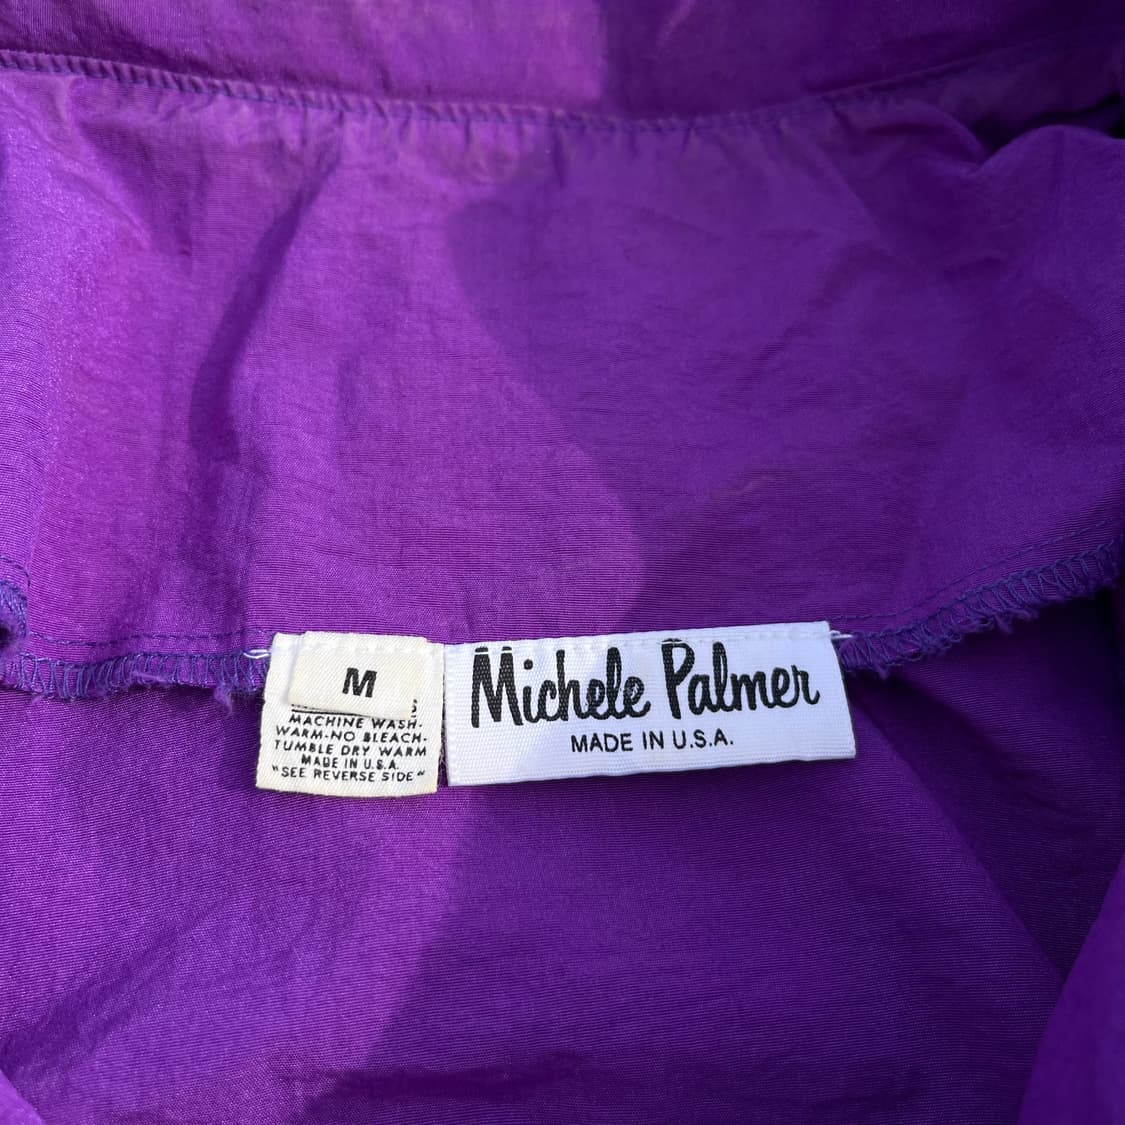 M
MACHINE WASH-
WARM-NO BLEACH-
TUMBLE DRY WARM
MADE IN U.S.A.
"SEE REVERSE SIDE"
Michele Palmer
MADE IN U.S.A.